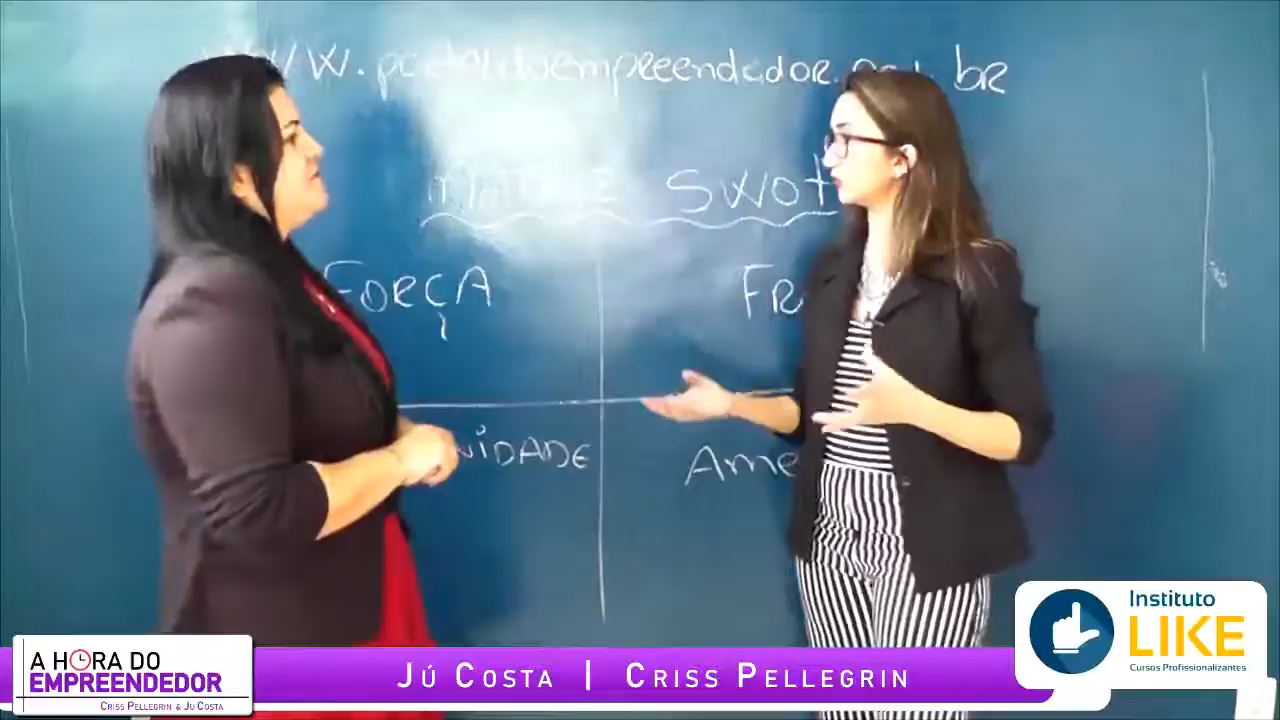 W.portaldoempreendedor.gov.br
matriz swot
FORÇA FR
NIDADE Ame
A HORA DO
EMPREENDEDOR
CRISS PELLEGRIN & JU COSTA
JÚ COSTA | CRISS PELLEGRIN
Instituto
LIKE
Cursos Profissionalizantes